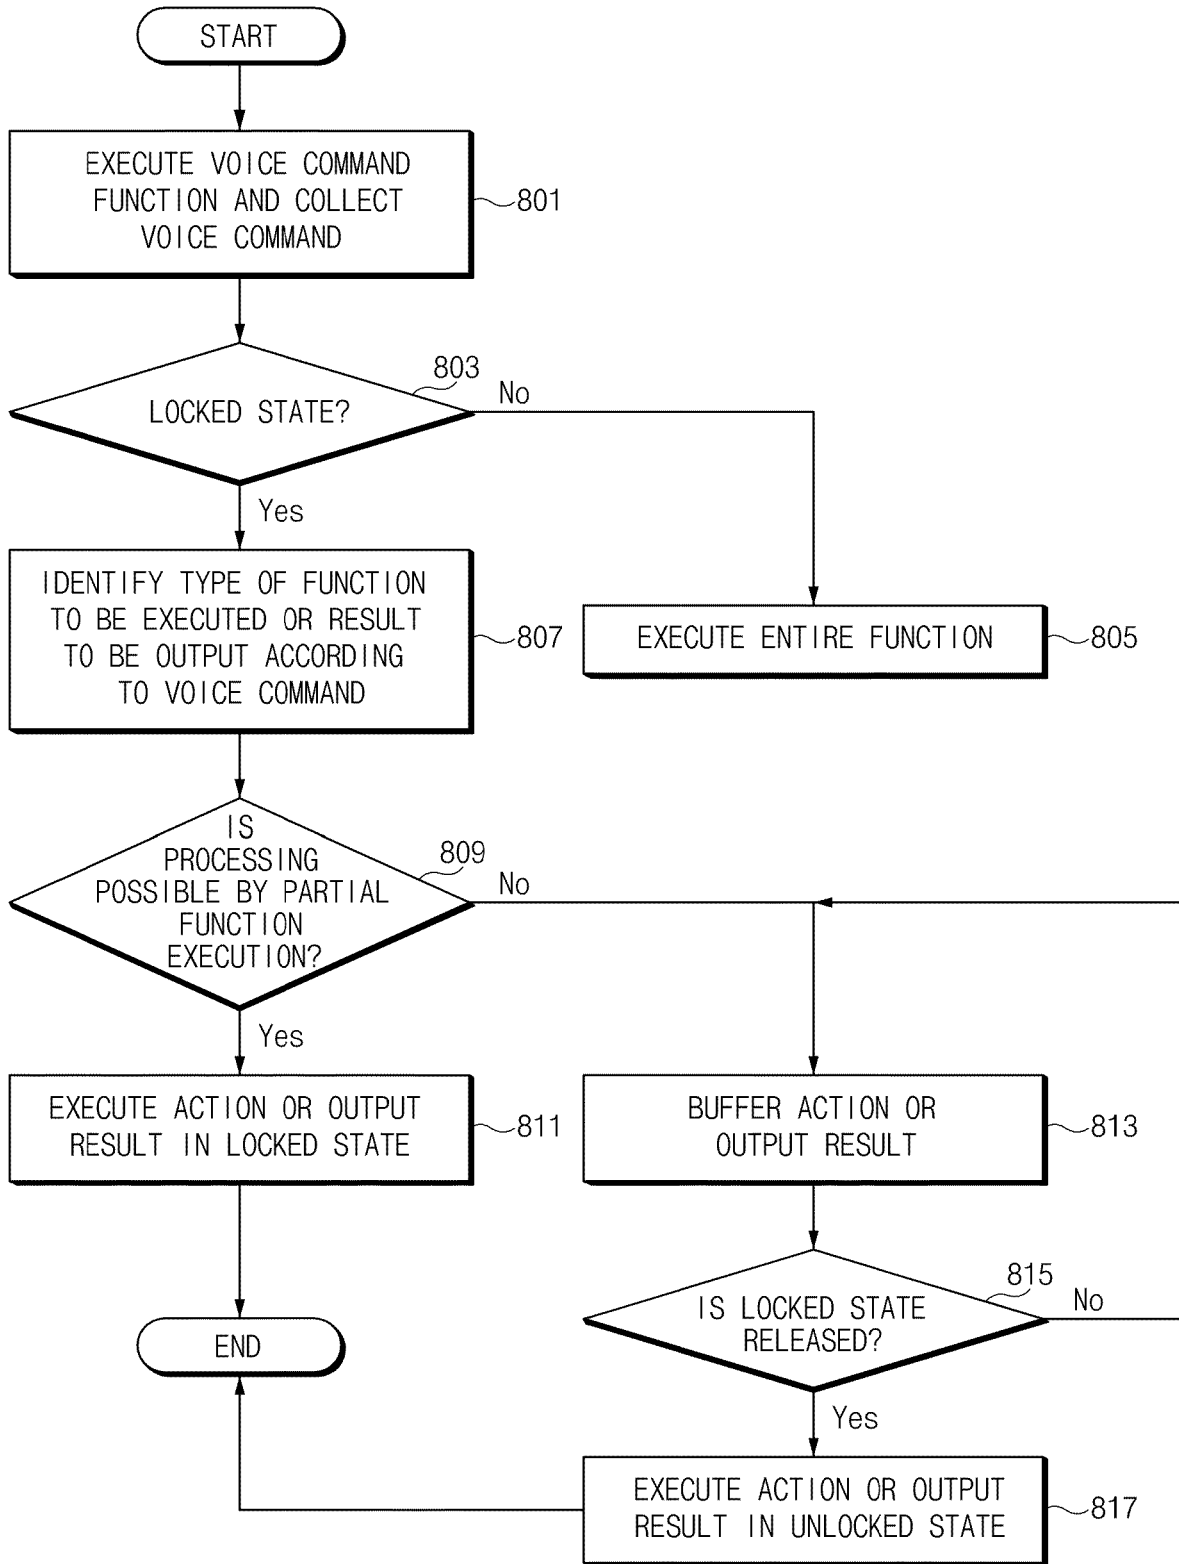 START
EXECUTE VOICE COMMAND
FUNCTION AND COLLECT
VOICE COMMAND
801
803
LOCKED STATE?
No
Yes
IDENTIFY TYPE OF FUNCTION
TO BE EXECUTED OR RESULT
TO BE OUTPUT ACCORDING
TO VOICE COMMAND
807
EXECUTE ENTIRE FUNCTION
805
IS
PROCESSING
POSSIBLE BY PARTIAL
FUNCTION
EXECUTION?
809
No
Yes
EXECUTE ACTION OR OUTPUT
RESULT IN LOCKED STATE
811
BUFFER ACTION OR
OUTPUT RESULT
813
IS LOCKED STATE
RELEASED?
815
No
Yes
END
EXECUTE ACTION OR OUTPUT
RESULT IN UNLOCKED STATE
817